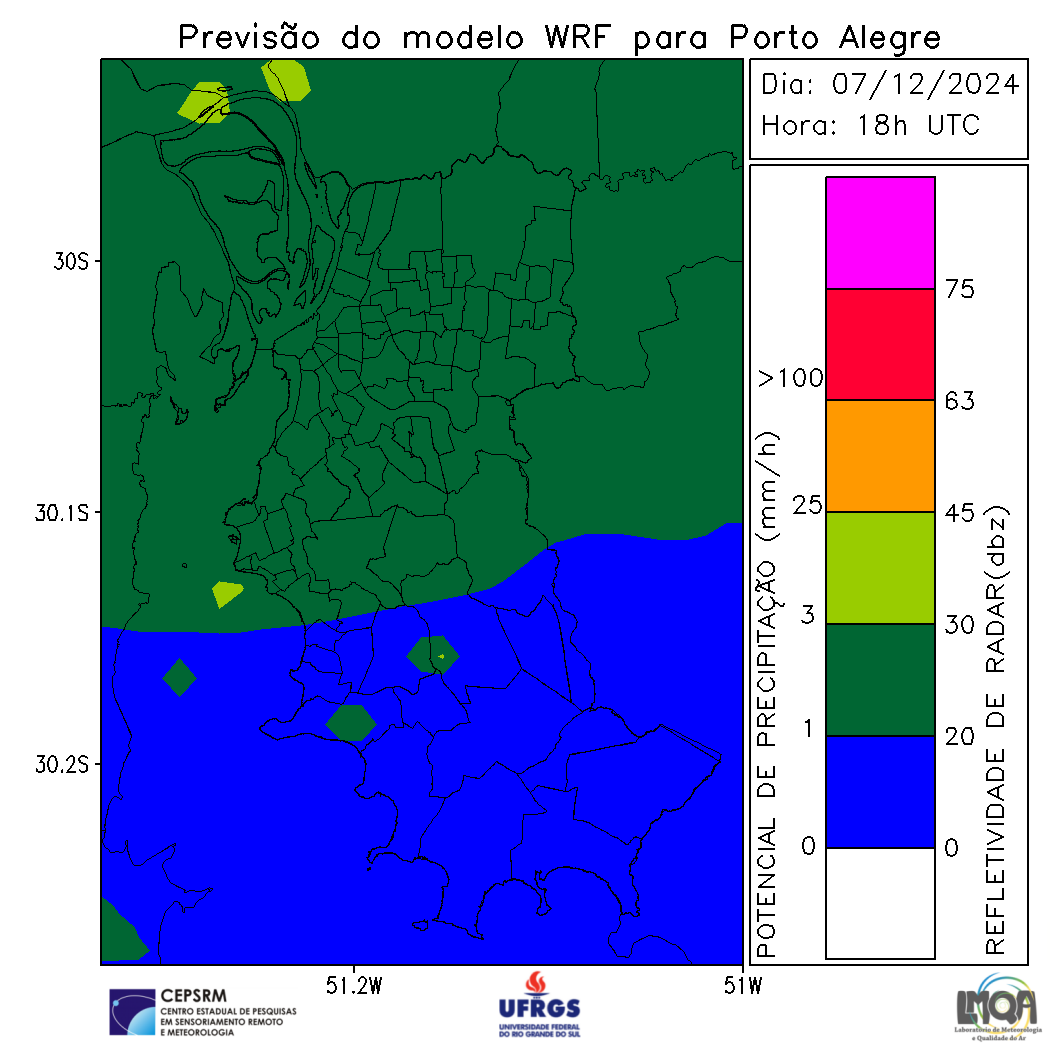 Previsão do modelo WRF para Porto Alegre
Dia: 07/12/2024
Hora: 18h UTC
30S
30.1S
30.2S
51.2W
51W
POTENCIAL DE PRECIPITAÇÃO (mm/h)
>100
25
3
1
0
75
63
45
30
20
0
REFLETIVIDADE DE RADAR(dbz)
CEPSRM
CENTRO ESTADUAL DE PESQUISAS
EM SENSORIAMENTO REMOTO
E METEOROLOGIA
UFRGS
UNIVERSIDADE FEDERAL
DO RIO GRANDE DO SUL
LMQA
Laboratório de Meteorologia
e Qualidade do Ar